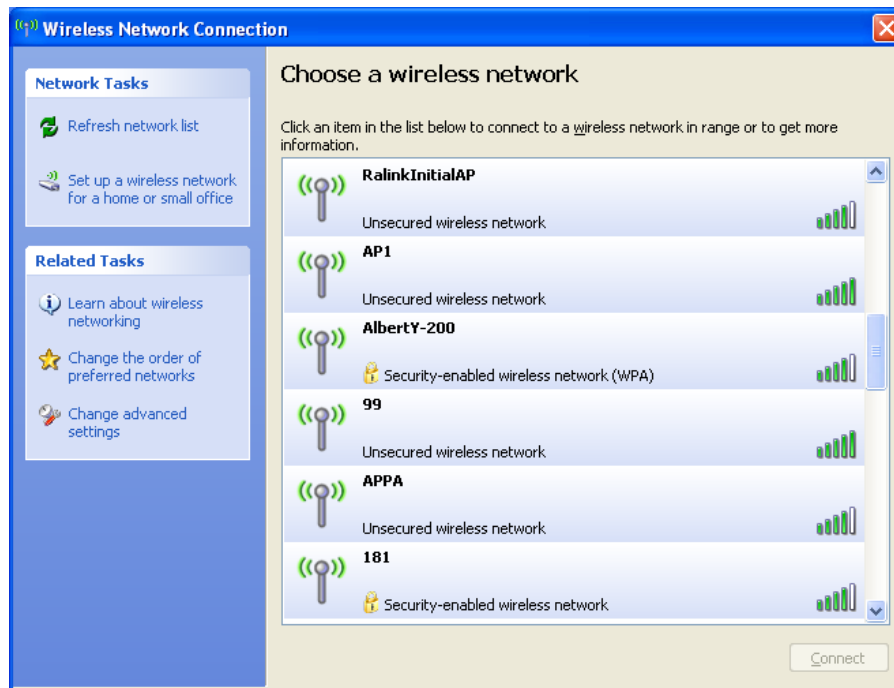 Wireless Network Connection
Network Tasks
Refresh network list
Set up a wireless network
for a home or small office
Related Tasks
Learn about wireless
networking
Change the order of
preferred networks
Change advanced
settings
Choose a wireless network
Click an item in the list below to connect to a wireless network in range or to get more
information.
RalinkInitialAP
Unsecured wireless network
AP1
Unsecured wireless network
AlbertY-200
Security-enabled wireless network (WPA)
99
Unsecured wireless network
APPA
Unsecured wireless network
181
Security-enabled wireless network
Connect